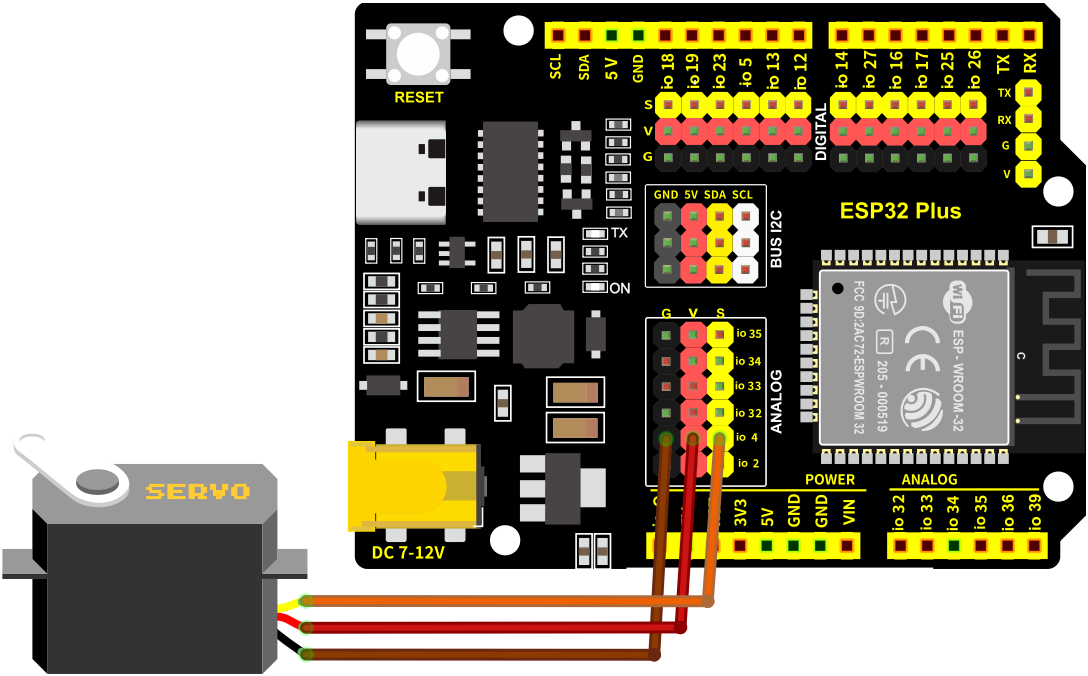 SCL SDA 5V GND io 18 io 19 io 23 io 5 io 13 io 12 io 14 io 27 io 16 io 17 io 25 io 26 TX RX
RESET
S
V
G
DIGITAL
TX
RX
G
V
GND 5V SDA SCL
BUS I2C
ESP32 Plus
TX
ON
G V S
io 35
io 34
io 33
io 32
io 4
io 2
ANALOG
WiFi
ESP - WROOM -32
CE
R
205 - 000519
FCC 9D:2AC72-ESPWROOM 32
C
SERVO
DC 7-12V
POWER
3V3 5V GND GND VIN
ANALOG
io 32 io 33 io 34 io 35 io 36 io 39